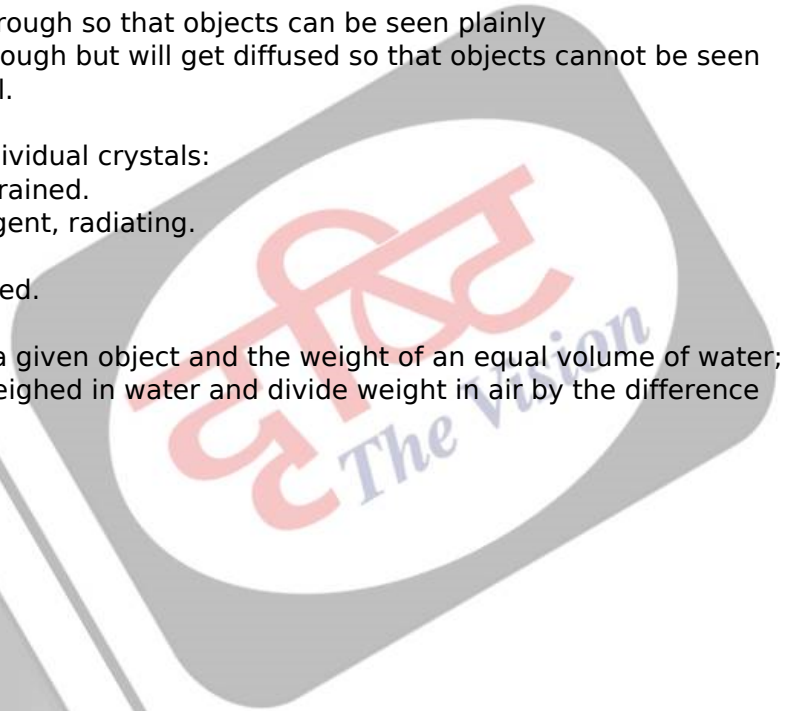 rough so that objects can be seen plainly
ough but will get diffused so that objects cannot be seen
l.
ividual crystals:
rained.
gent, radiating.
ed.
a given object and the weight of an equal volume of water;
eighed in water and divide weight in air by the difference
दृष्टि
The Vision